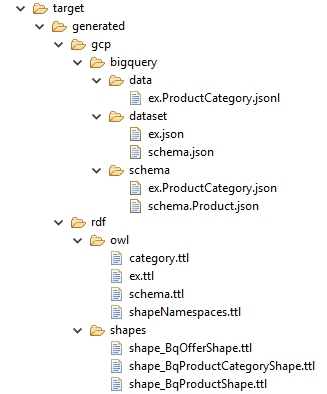 target
generated
gcp
bigquery
data
ex.ProductCategory.jsonl
dataset
ex.json
schema.json
schema
ex.ProductCategory.json
schema.Product.json
rdf
owl
category.ttl
ex.ttl
schema.ttl
shapeNamespaces.ttl
shapes
shape_BqOfferShape.ttl
shape_BqProductCategoryShape.ttl
shape_BqProductShape.ttl